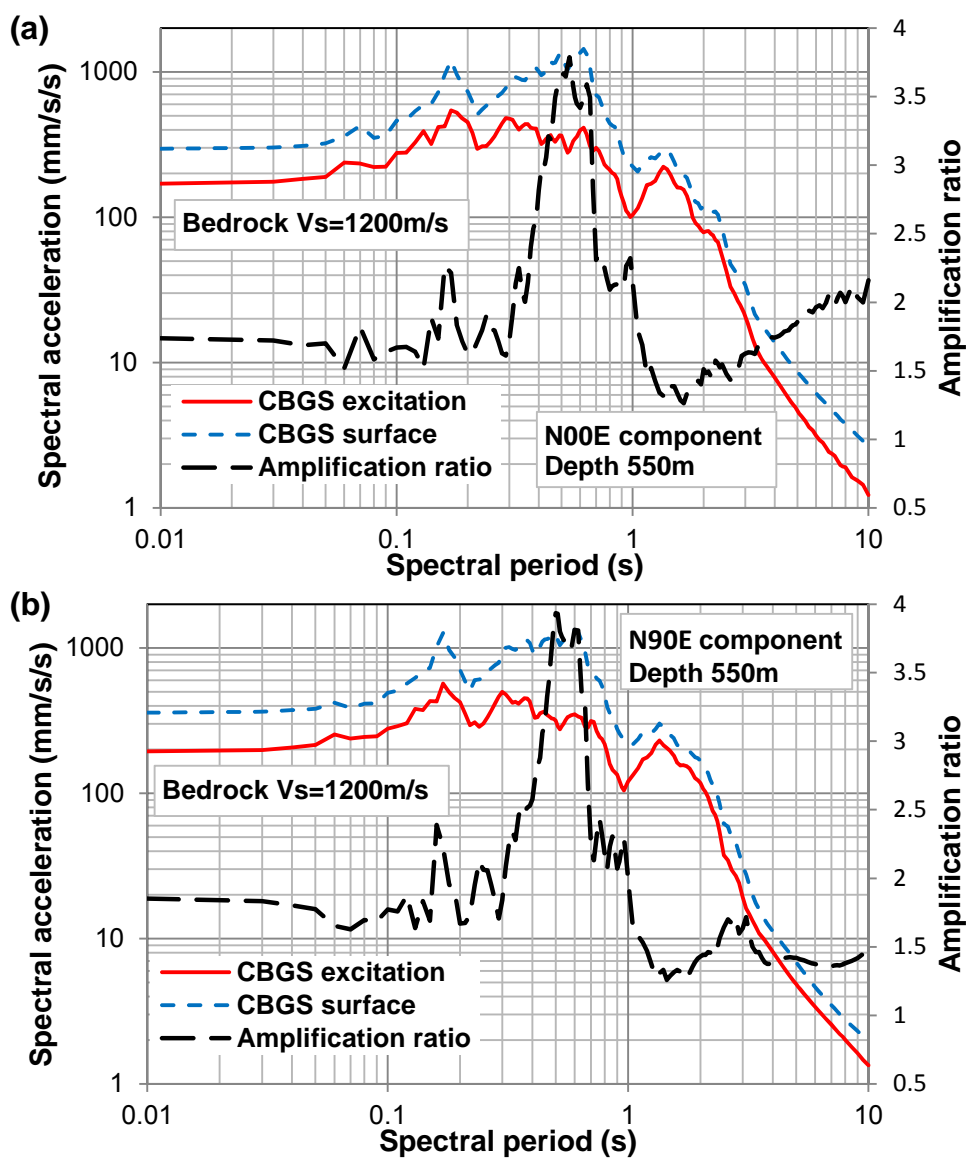 (a)
Spectral acceleration (mm/s/s)
1000
100
10
1
4
3.5
3
2.5
2
1.5
1
0.5
Amplification ratio
Bedrock Vs=1200m/s
CBGS excitation
CBGS surface
Amplification ratio
N00E component
Depth 550m
0.01 0.1 1 10
Spectral period (s)
(b)
Spectral acceleration (mm/s/s)
1000
100
10
1
4
3.5
3
2.5
2
1.5
1
0.5
Amplification ratio
N90E component
Depth 550m
Bedrock Vs=1200m/s
CBGS excitation
CBGS surface
Amplification ratio
0.01 0.1 1 10
Spectral period (s)